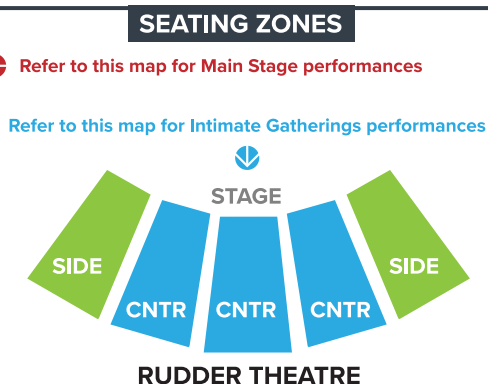 SEATING ZONES
Refer to this map for Main Stage performances
Refer to this map for Intimate Gatherings performances
STAGE
SIDE
SIDE
CNTR
CNTR
CNTR
RUDDER THEATRE